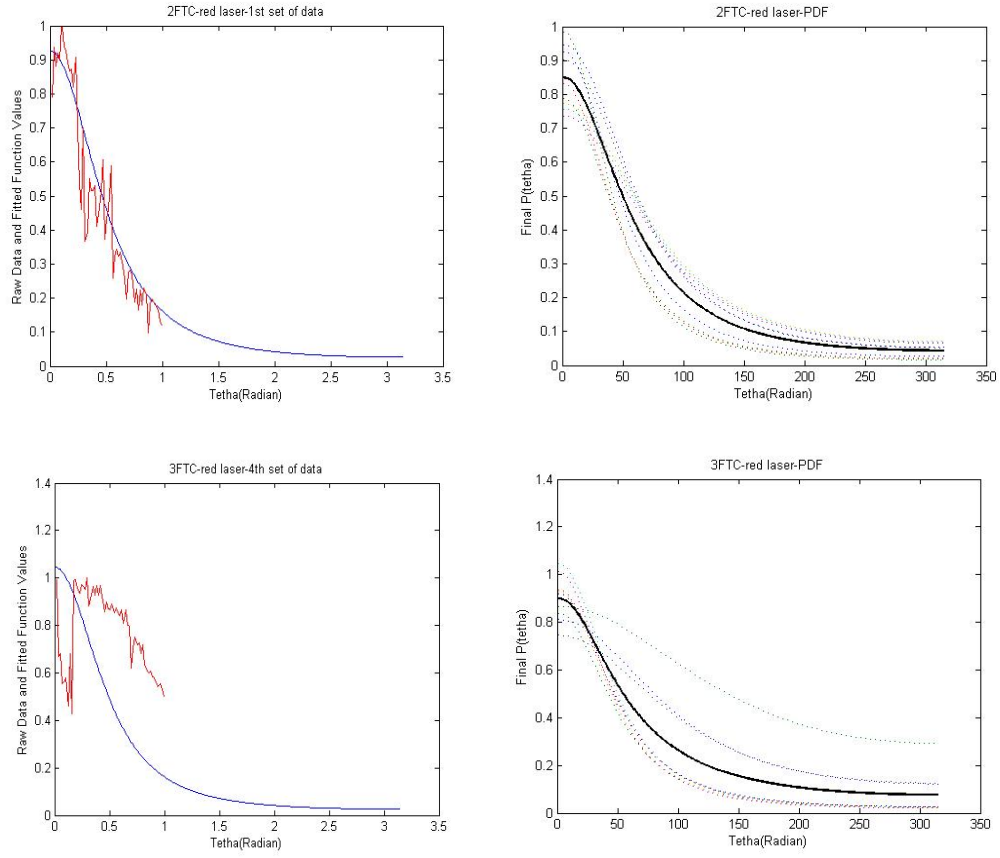 2FTC-red laser-1st set of data
Raw Data and Fitted Function Values
1
0.9
0.8
0.7
0.6
0.5
0.4
0.3
0.2
0.1
0
0 0.5 1 1.5 2 2.5 3 3.5
Tetha(Radian)
2FTC-red laser-PDF
Final P(tetha)
1
0.9
0.8
0.7
0.6
0.5
0.4
0.3
0.2
0.1
0
0 50 100 150 200 250 300 350
Tetha(Radian)
3FTC-red laser-4th set of data
Raw Data and Fitted Function Values
1.4
1.2
1
0.8
0.6
0.4
0.2
0
0 0.5 1 1.5 2 2.5 3 3.5
Tetha(Radian)
3FTC-red laser-PDF
Final P(tetha)
1.4
1.2
1
0.8
0.6
0.4
0.2
0
0 50 100 150 200 250 300 350
Tetha(Radian)